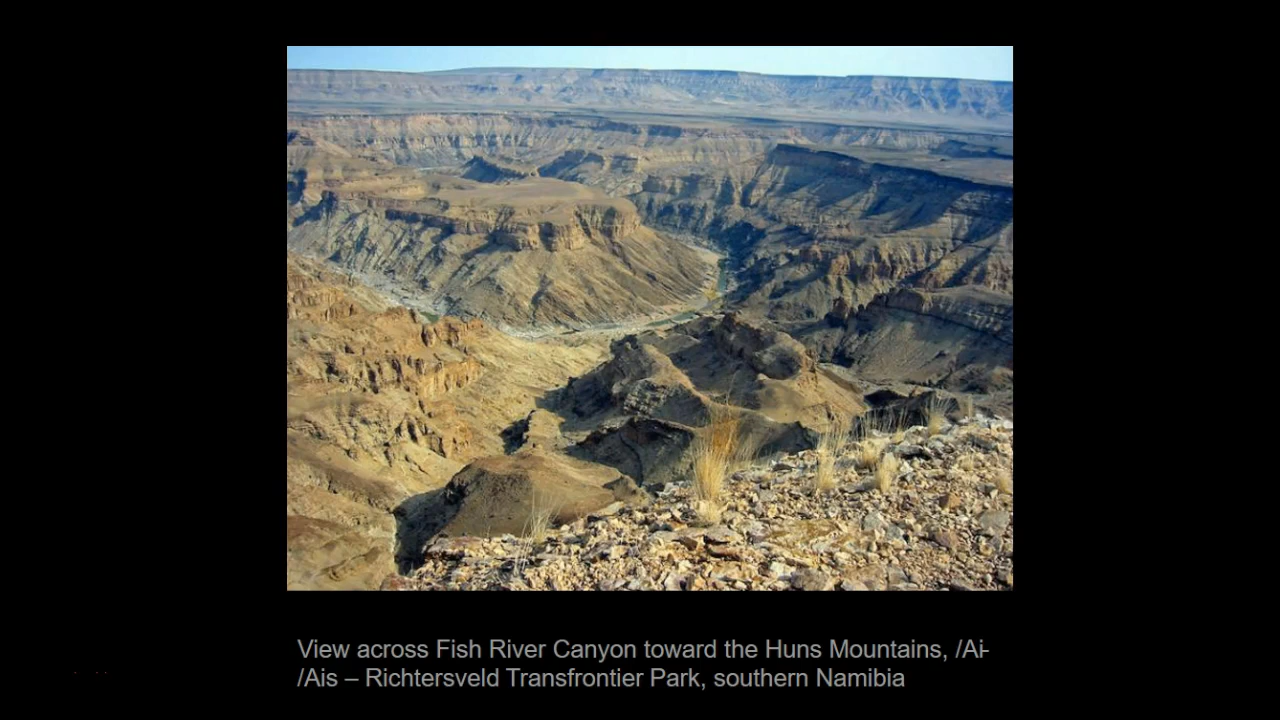 View across Fish River Canyon toward the Huns Mountains, /Ai-
/Ais – Richtersveld Transfrontier Park, southern Namibia